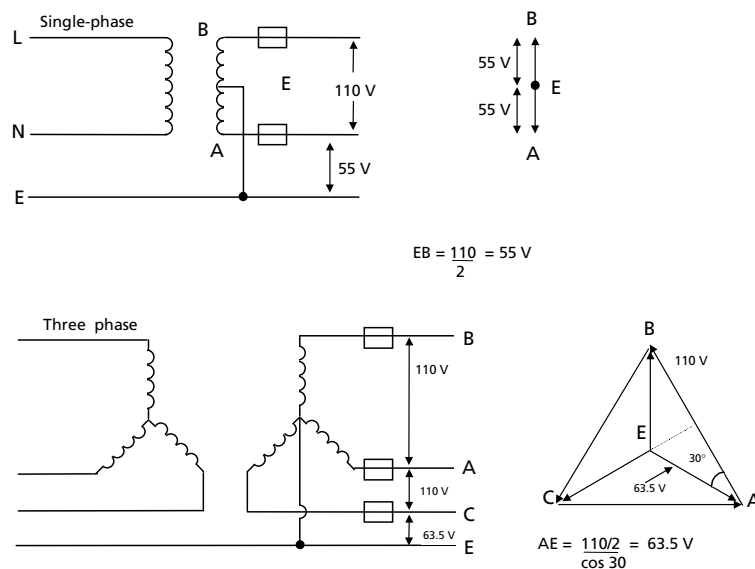 Single-phase
L
N
E
B
E
A
110 V
55 V
B
55 V
E
55 V
A
EB = 110 = 55 V
2
Three phase
B
110 V
A
110 V
C
63.5 V
E
B
110 V
E
30°
63.5 V
C
A
AE = 110/2 = 63.5 V
cos 30